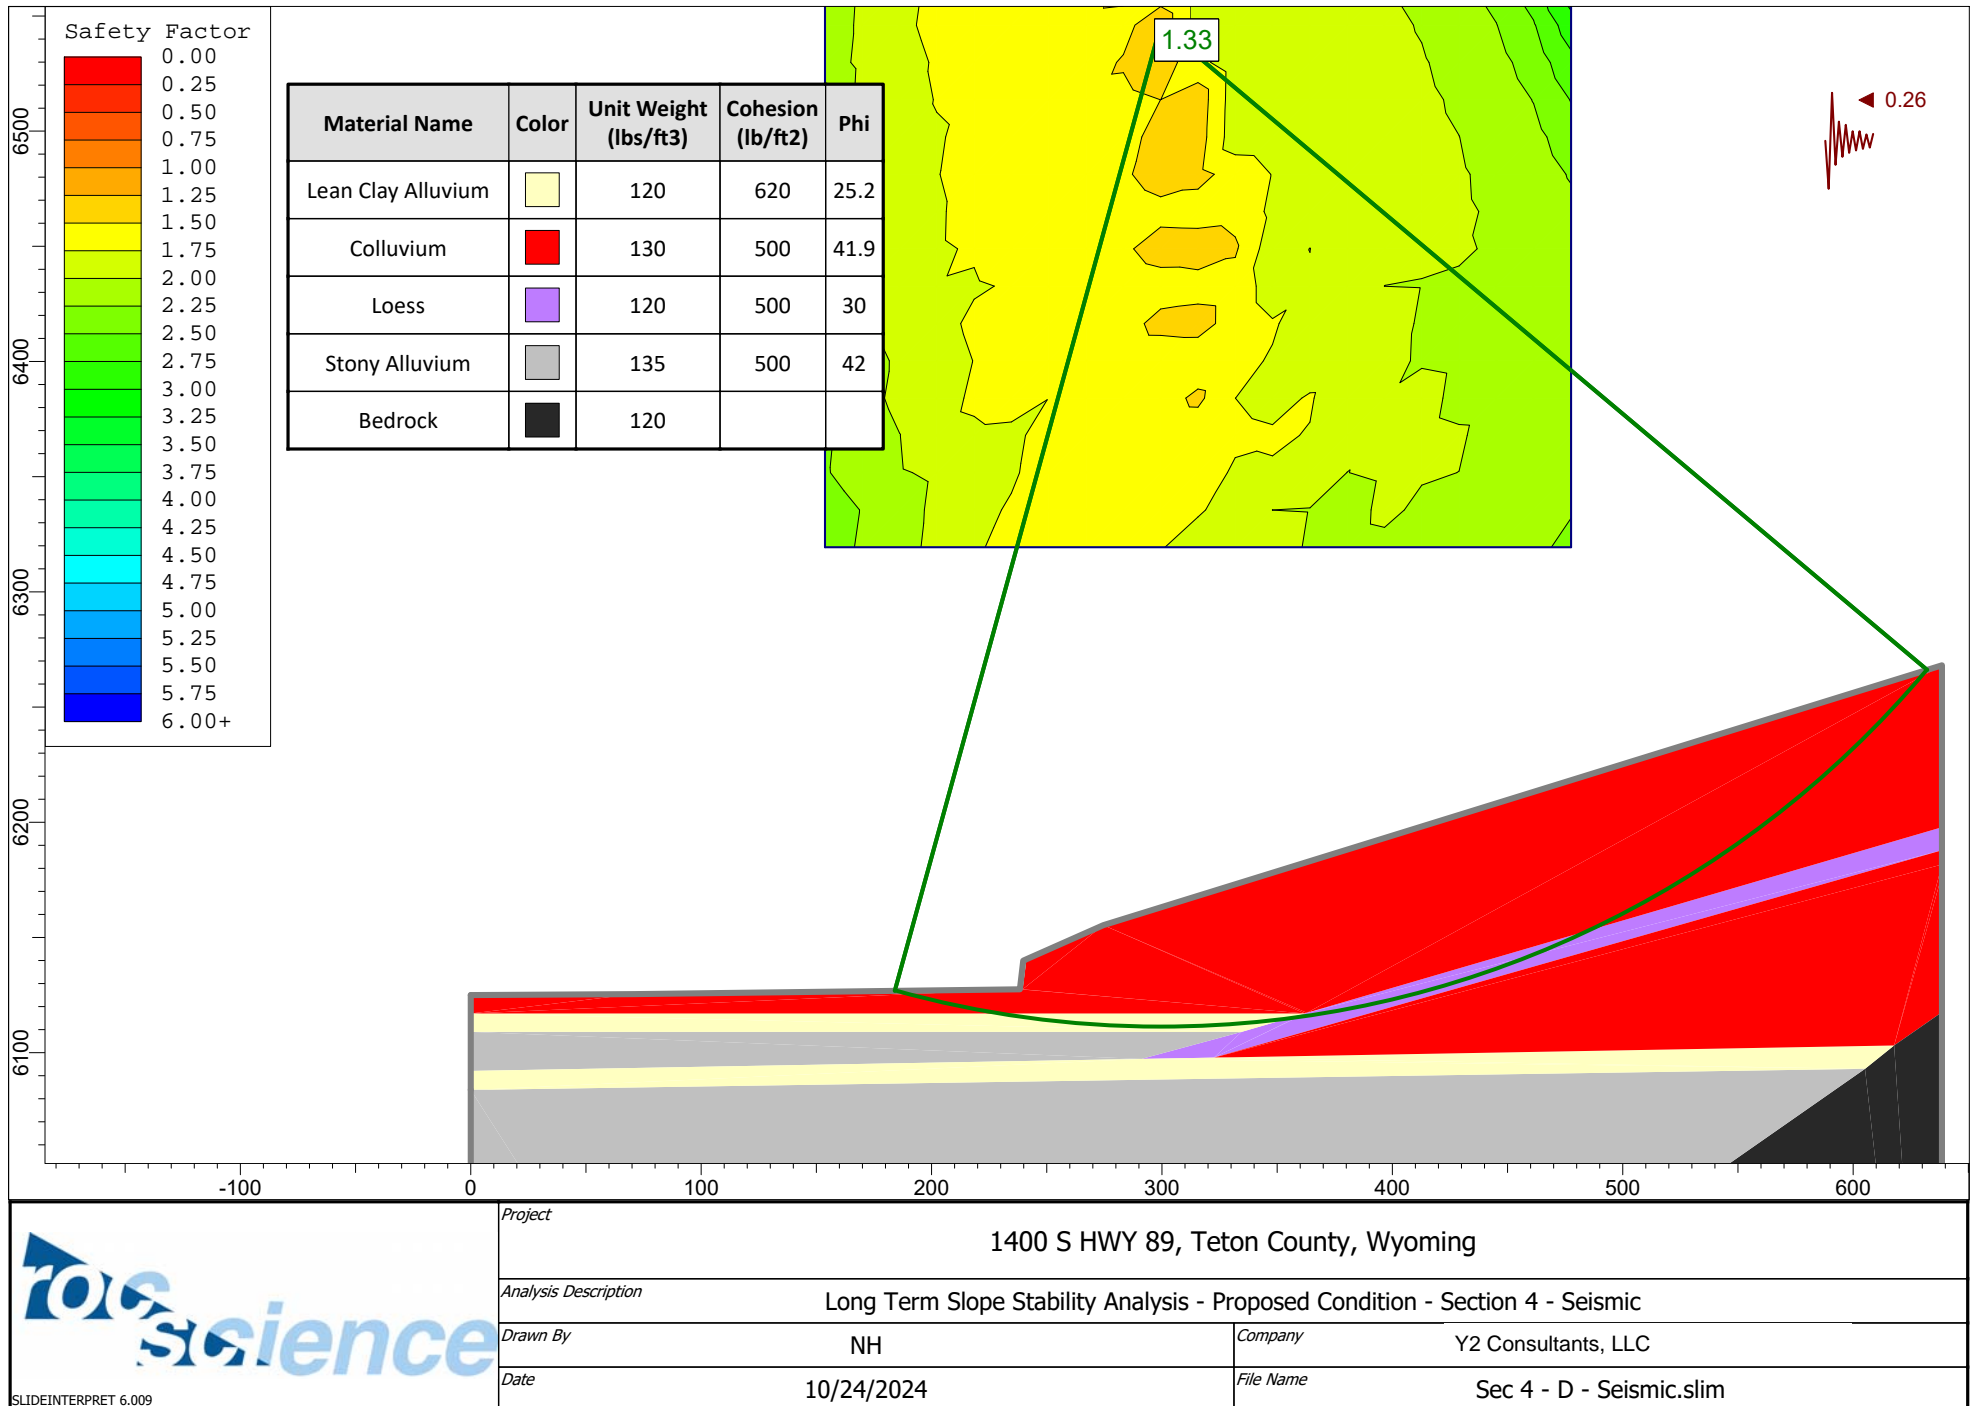 Safety Factor
0.00
0.25
0.50
0.75
1.00
1.25
1.50
1.75
2.00
2.25
2.50
2.75
3.00
3.25
3.50
3.75
4.00
4.25
4.50
4.75
5.00
5.25
5.50
5.75
6.00+
Material Name Color Unit Weight (lbs/ft3) Cohesion (lb/ft2) Phi
Lean Clay Alluvium 120 620 25.2
Colluvium 130 500 41.9
Loess 120 500 30
Stony Alluvium 135 500 42
Bedrock 120
1.33
0.26
6500
6400
6300
6200
6100
-100 0 100 200 300 400 500 600
rocscience
SLIDEINTERPRET 6.009
Project
1400 S HWY 89, Teton County, Wyoming
Analysis Description
Long Term Slope Stability Analysis - Proposed Condition - Section 4 - Seismic
Drawn By NH Company Y2 Consultants, LLC
Date 10/24/2024 File Name Sec 4 - D - Seismic.slim